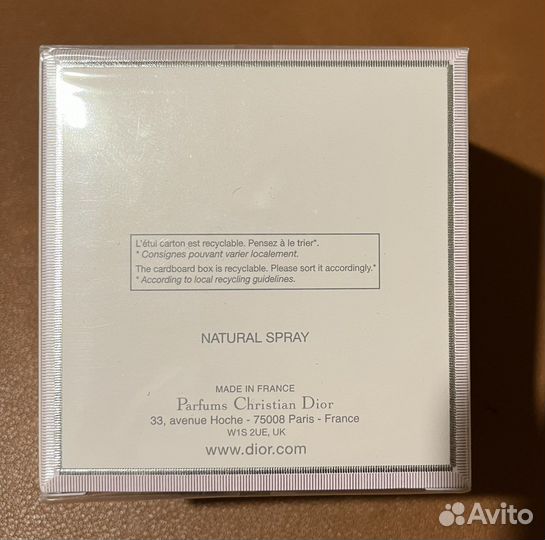 L'étui carton est recyclable. Pensez à le trier*.
* Consignes pouvant varier localement.
The cardboard box is recyclable. Please sort it accordingly.*
* According to local recycling guidelines.
NATURAL SPRAY
MADE IN FRANCE
Parfums Christian Dior
33, avenue Hoche - 75008 Paris - France
W1S 2UE, UK
www.dior.com
Avito